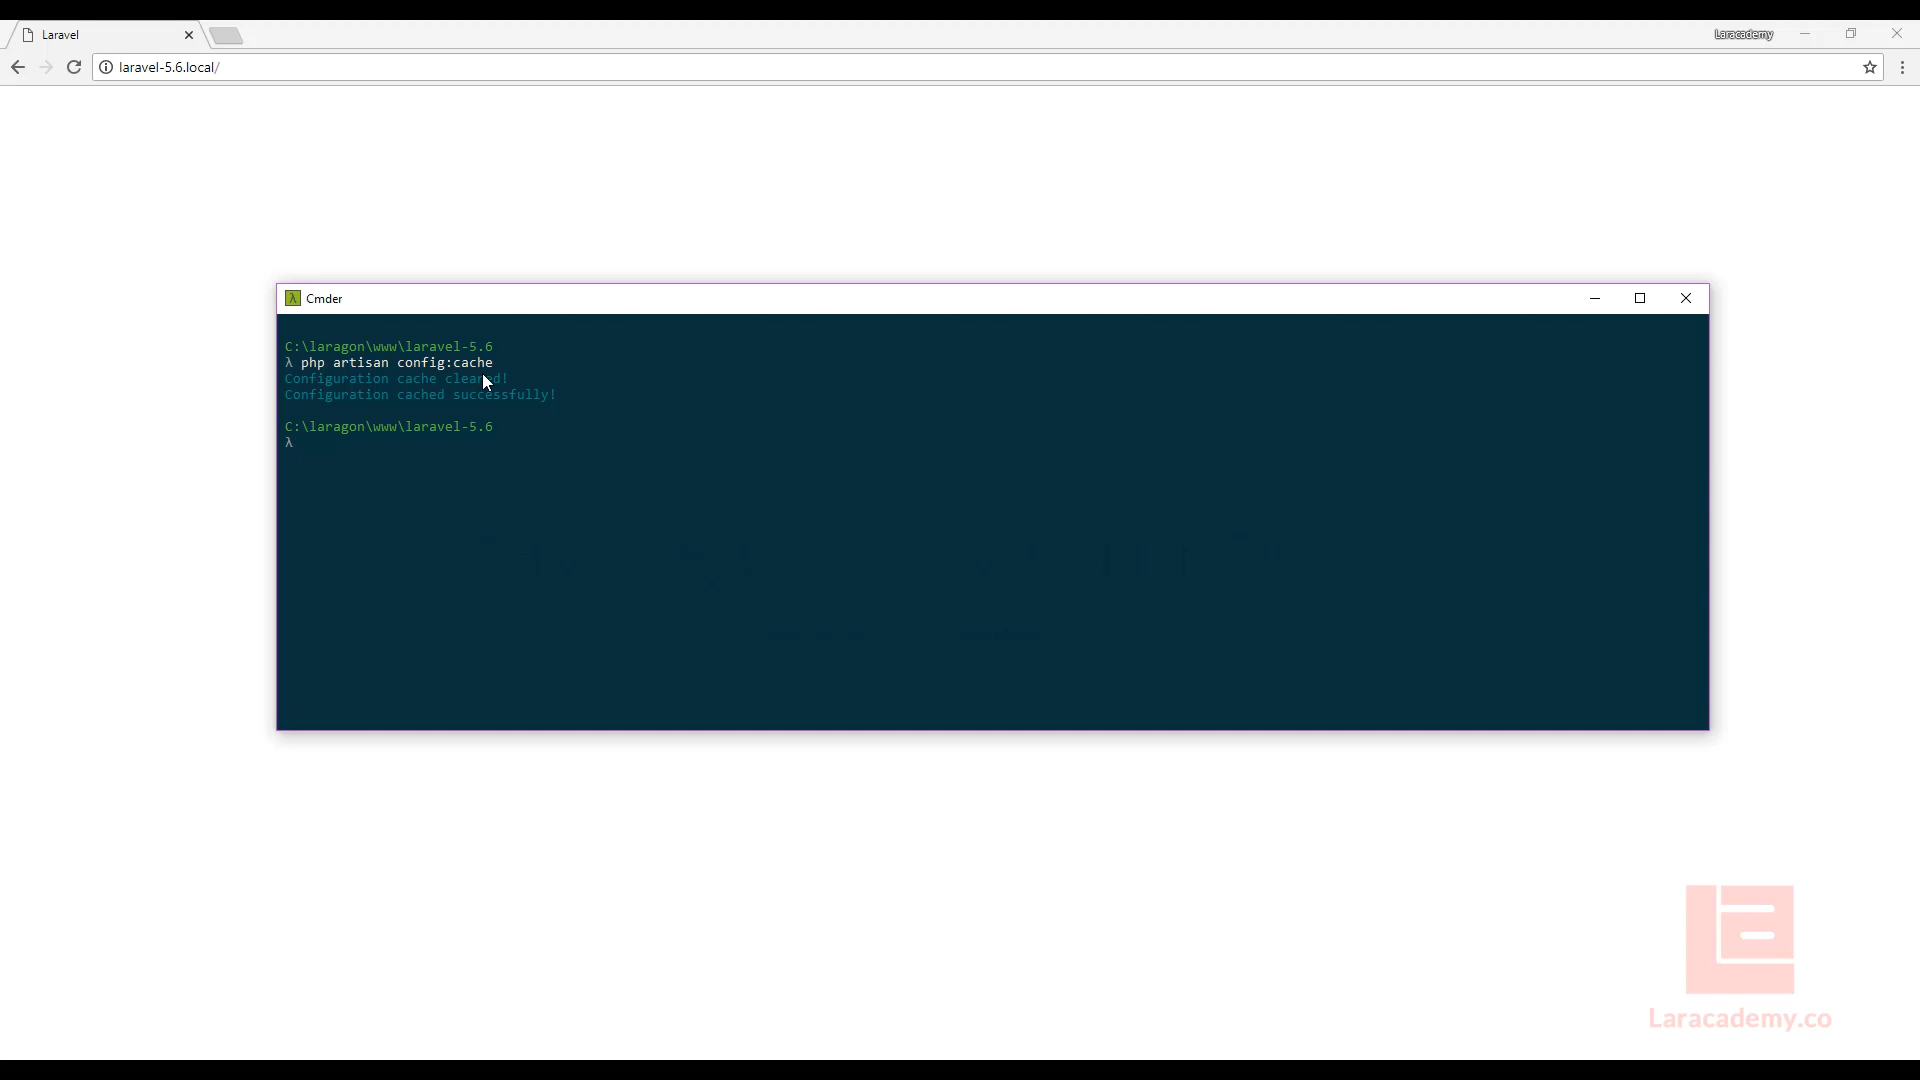 Laravel
Laracademy
laravel-5.6.local/
λ Cmder
C:\laragon\www\laravel-5.6
λ php artisan config:cache
Configuration cache cleared!
Configuration cached successfully!
C:\laragon\www\laravel-5.6
λ
Laracademy.co